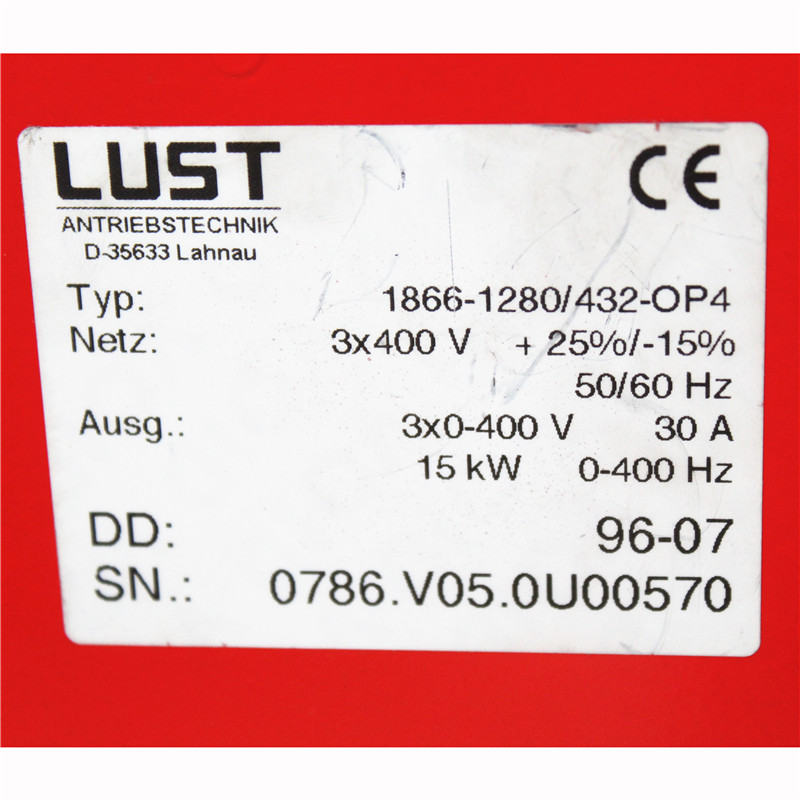 LUST
CE
ANTRIEBSTECHNIK
D-35633 Lahnau
Typ: 1866-1280/432-OP4
Netz: 3x400 V + 25%/-15%
50/60 Hz
Ausg.: 3x0-400 V 30 A
15 kW 0-400 Hz
DD: 96-07
SN.: 0786.V05.0U00570